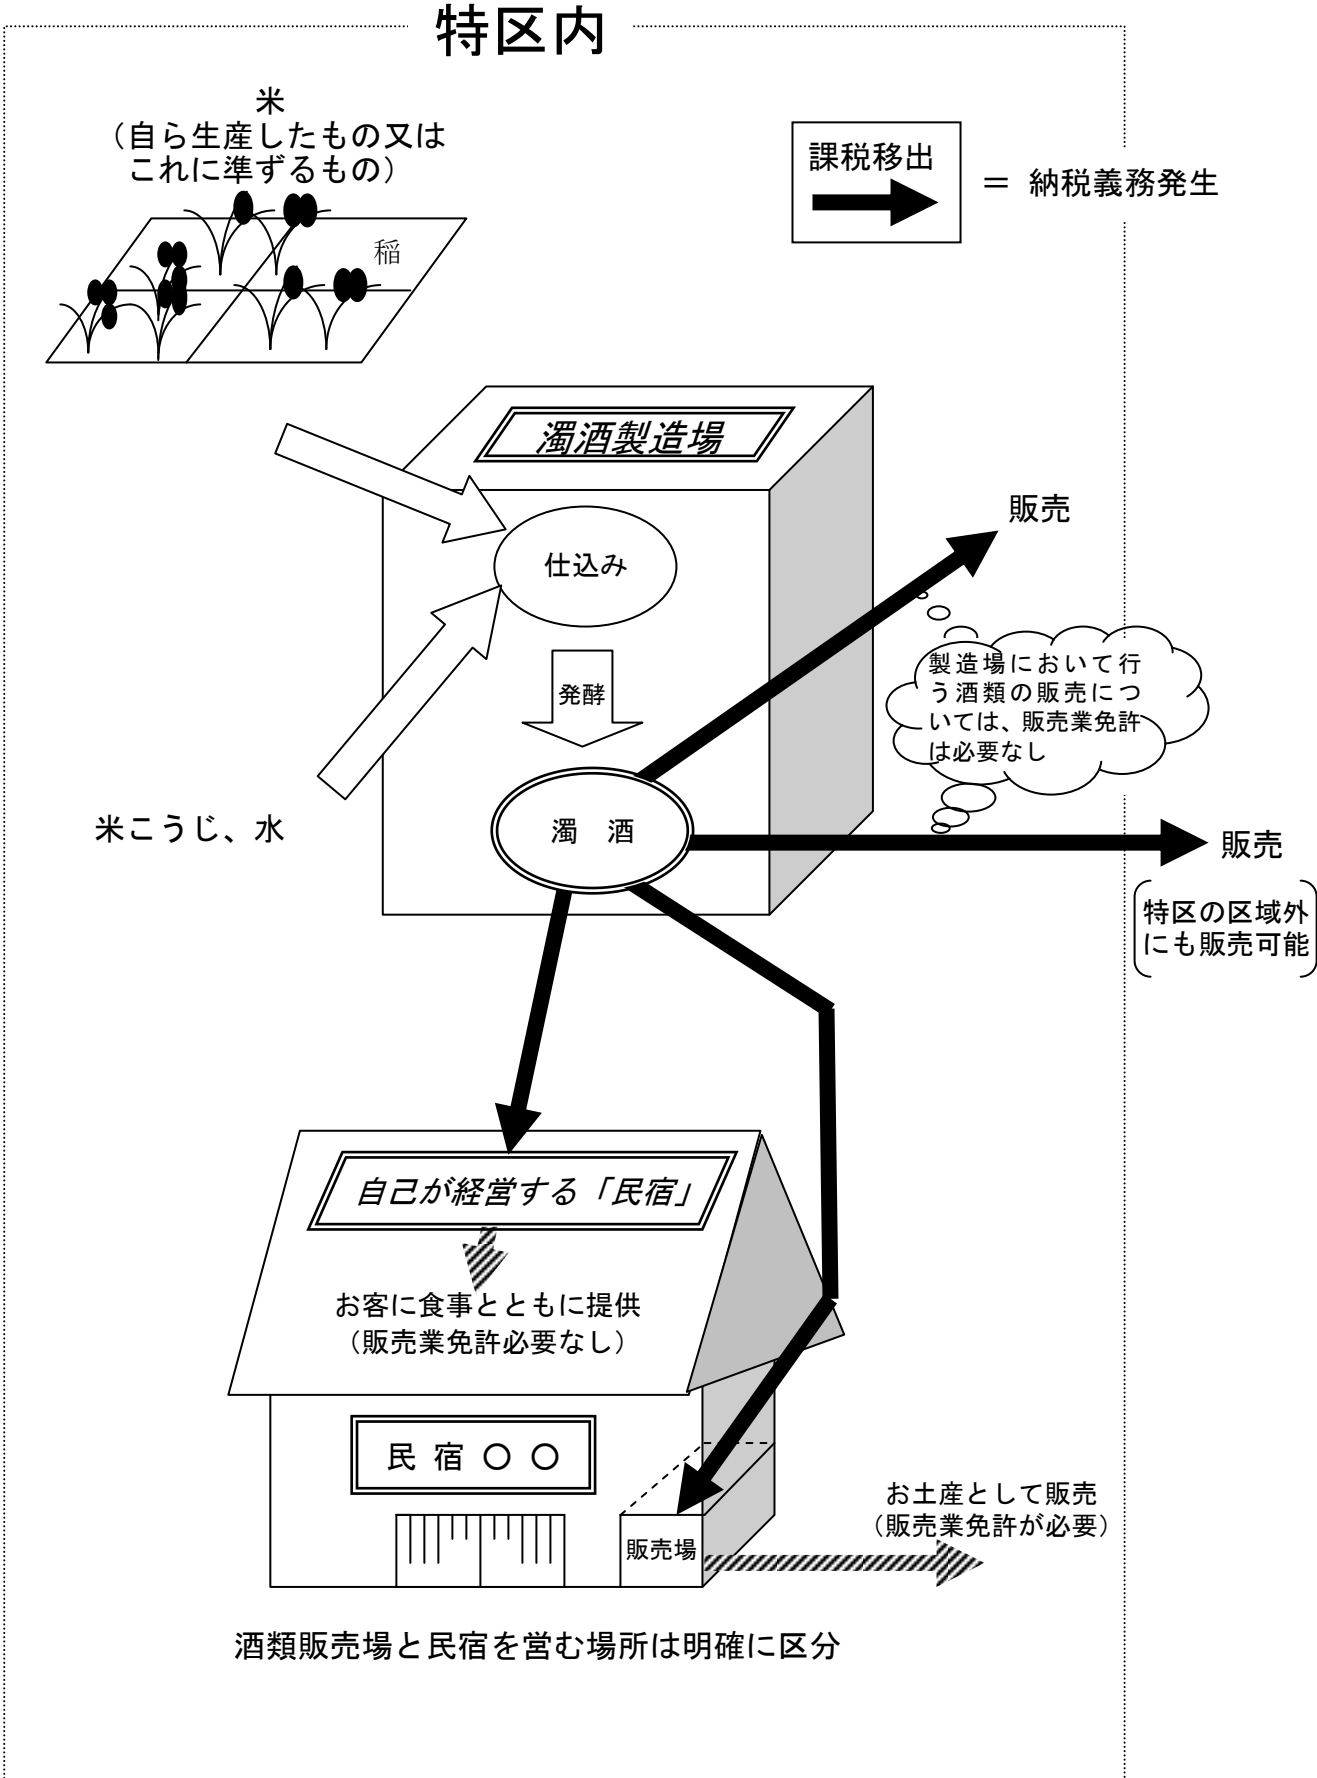 特区内
米
（自ら生産したもの又は
これに準ずるもの）
稲
課税移出
＝ 納税義務発生
濁酒製造場
仕込み
発酵
濁 酒
米こうじ、水
販売
製造場において行
う酒類の販売につ
いては、販売業免許
は必要なし
販売
特区の区域外
にも販売可能
自己が経営する「民宿」
お客に食事とともに提供
（販売業免許必要なし）
民 宿 ○ ○
販売場
お土産として販売
（販売業免許が必要）
酒類販売場と民宿を営む場所は明確に区分